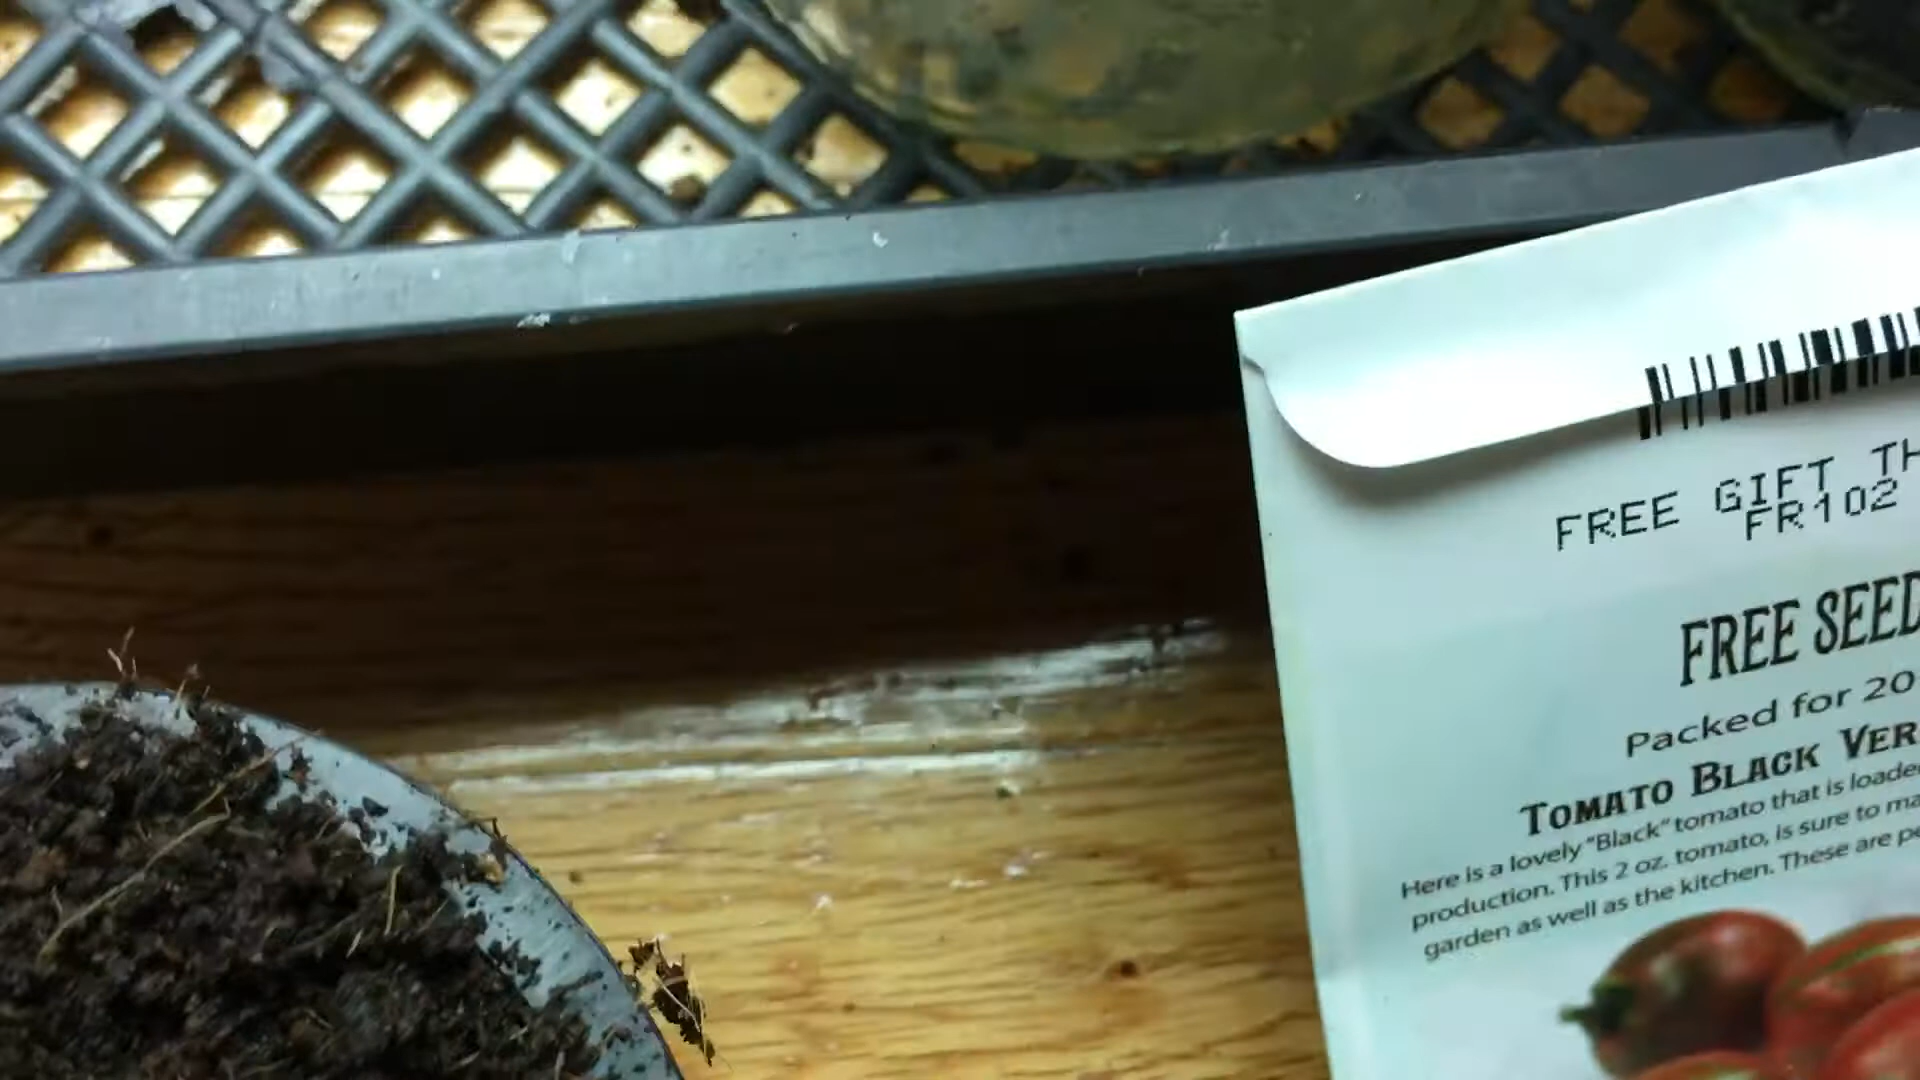 FREE GIFT TH
FR102
FREE SEED
Packed for 20
TOMATO BLACK VER
Here is a lovely "Black" tomato that is loade
production. This 2 oz. tomato, is sure to ma
garden as well as the kitchen. These are pe